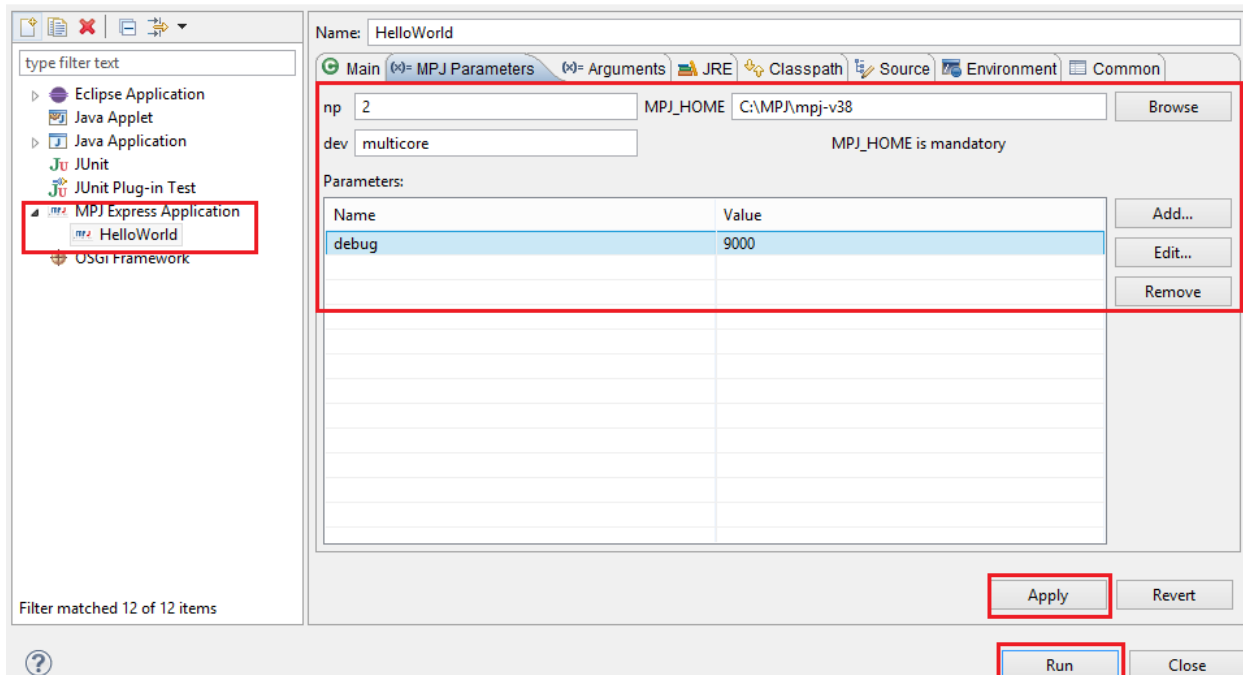 type filter text
Eclipse Application
Java Applet
Java Application
JU JUnit
JU JUnit Plug-in Test
MPJ Express Application
HelloWorld
OSGi Framework
Filter matched 12 of 12 items
Name: HelloWorld
Main (x)= MPJ Parameters (x)= Arguments JRE Classpath Source Environment Common
np 2 MPJ_HOME C:\MPJ\mpj-v38 Browse
dev multicore MPJ_HOME is mandatory
Parameters:
Name Value Add...
debug 9000
Edit...
Remove
Apply Revert
? Run Close